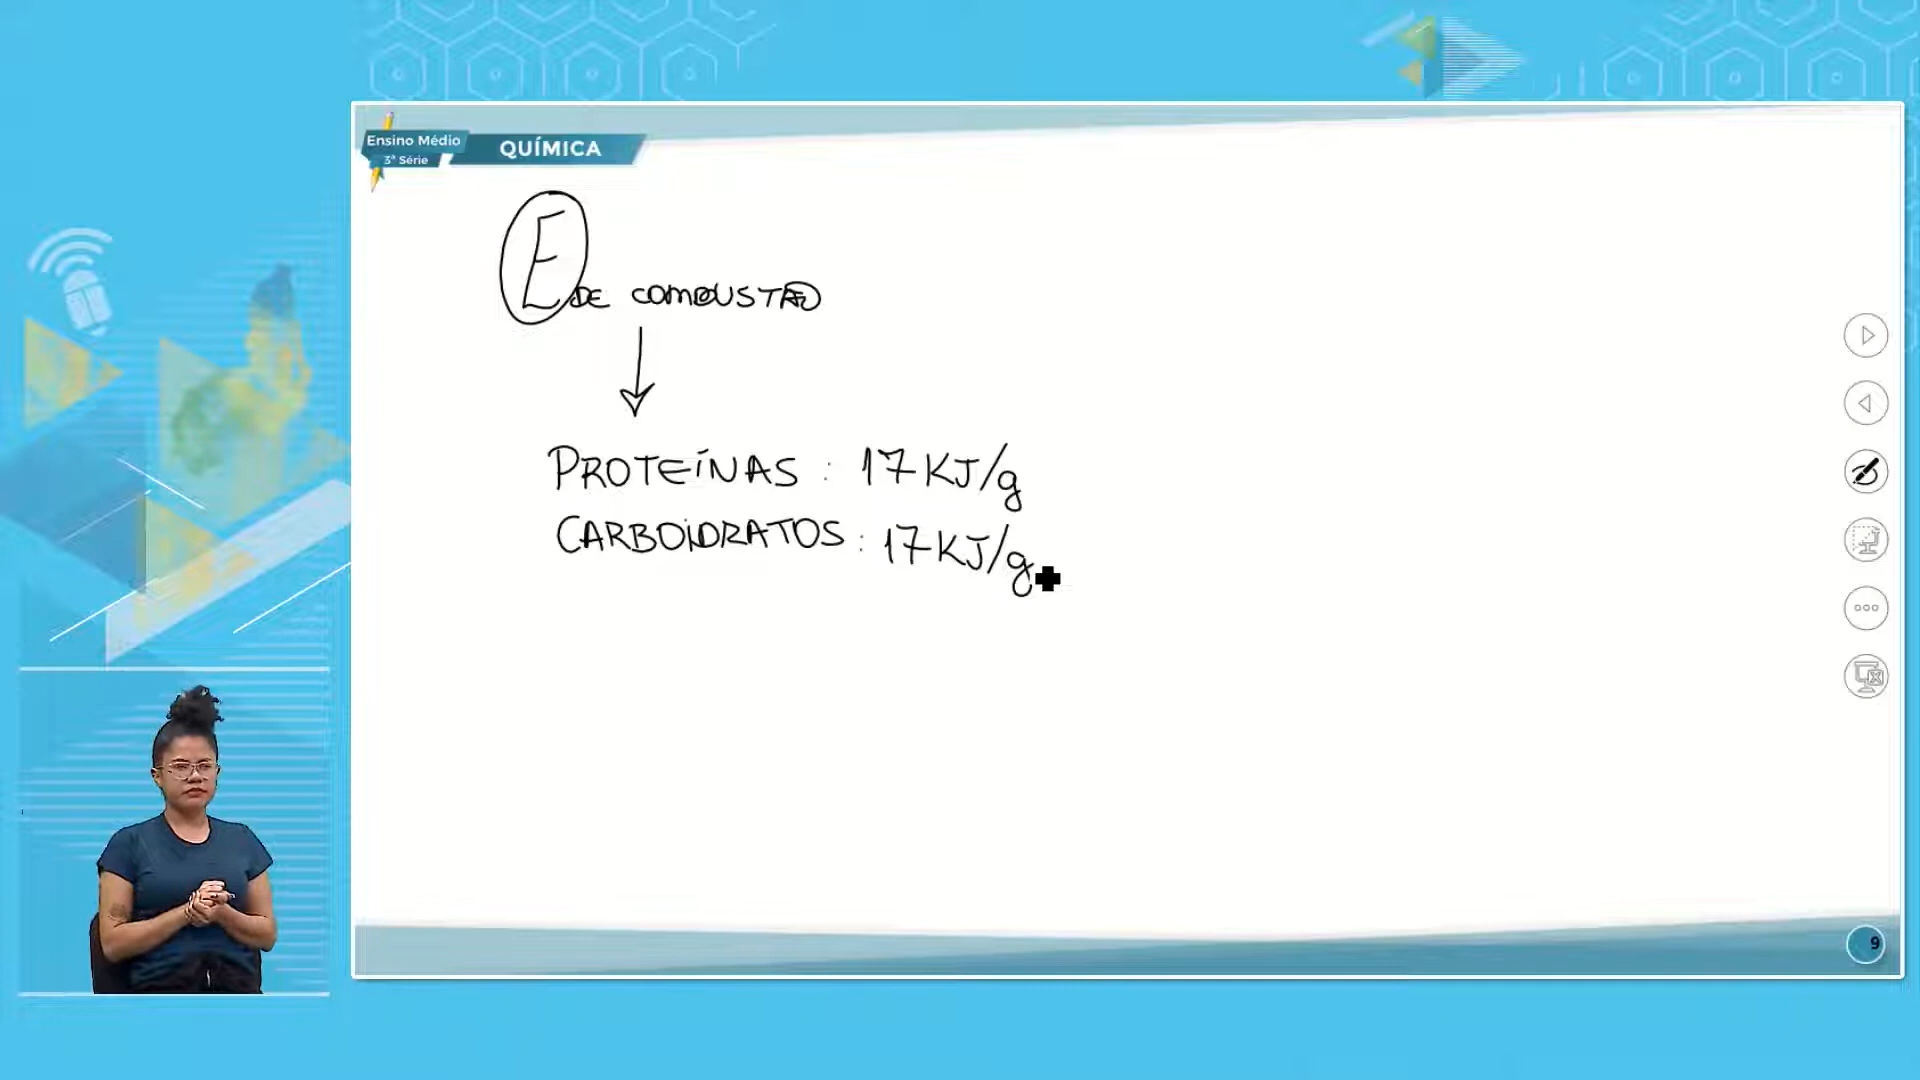 Ensino Médio
3ª Série
QUÍMICA
E DE COMBUSTÃO
PROTEÍNAS : 17 KJ/g
CARBOIDRATOS : 17 KJ/g
9